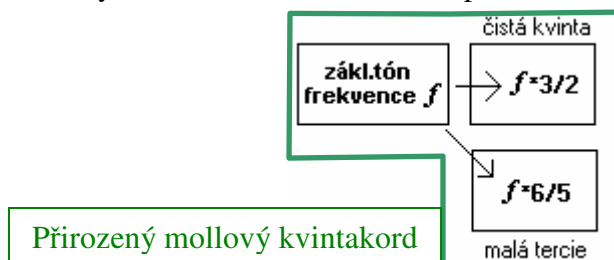 čistá kvinta
zákl.tón
frekvence f
f*3/2
f*6/5
Přirozený mollový kvintakord
malá tercie